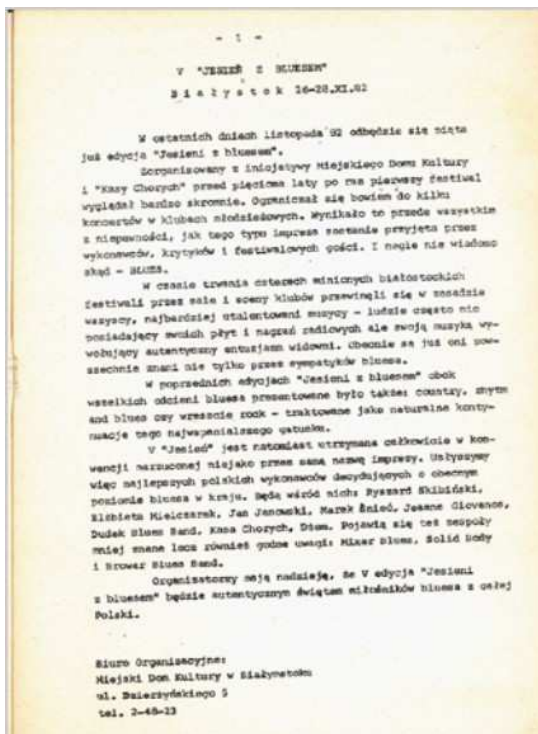 - 1 -
V "JESIEŃ Z BLUESEM"
B i a ł y s t o k 26-28.XI.82
W ostatnich dniach listopada 82 odbędzie się piąta
już edycja "Jesieni z bluesem".
Zorganizowany z inicjatywy Miejskiego Domu Kultury
i "Kasy Chorych" przed pięcioma laty po raz pierwszy festiwal
wyglądał bardzo skromnie. Ograniczał się bowiem do kilku
koncertów w klubach młodzieżowych. Wynikało to przede wszystkim
z niepewności, jak tego typu impreza zostanie przyjęta przez
wykonawców, krytyków i festiwalowych gości. I nagle nie wiadomo
skąd - BLUES.
W czasie trwania czterech minionych białostockich
festiwali przez sale i sceny klubów przewinęli się w zasadzie
wszyscy, najbardziej utalentowani muzycy - ludzie często nie
posiadający swoich płyt i nagrań radiowych ale swoją muzyką wy-
wołujący autentyczny entuzjazm widowni. Obecnie są już oni pow-
szechnie znani nie tylko przez sympatyków bluesa.
W poprzednich edycjach "Jesieni z bluesem" obok
wszelkich odcieni bluesa prezentowane było także: country, rhytm
and blues czy wreszcie rock - traktowane jako naturalne konty-
nuacje tego najwspanialszego gatunku.
V "Jesień" jest natomiast utrzymana całkowicie w kon-
wencji narzuconej niejako przez samą nazwę imprezy. Usłyszymy
więc najlepszych polskich wykonawców decydujących o obecnym
poziomie bluesa w kraju. Będą wśród nich: Ryszard Skibiński,
Elżbieta Mielczarek, Jan Janowski, Marek Śnieć, Joanne Giovanos,
Dudek Blues Band, Kasa Chorych, Dżem. Pojawią się też zespoły
mniej znane lecz również godne uwagi: Mixer Blues, Solid Body
i Browar Blues Band.
Organizatorzy mają nadzieję, że V edycja "Jesieni
z bluesem" będzie autentycznym świętem miłośników bluesa z całej
Polski.
Biuro Organizacyjne:
Miejski Dom Kultury w Białymstoku
ul. Dzierżyńskiego 5
tel. 2-48-23